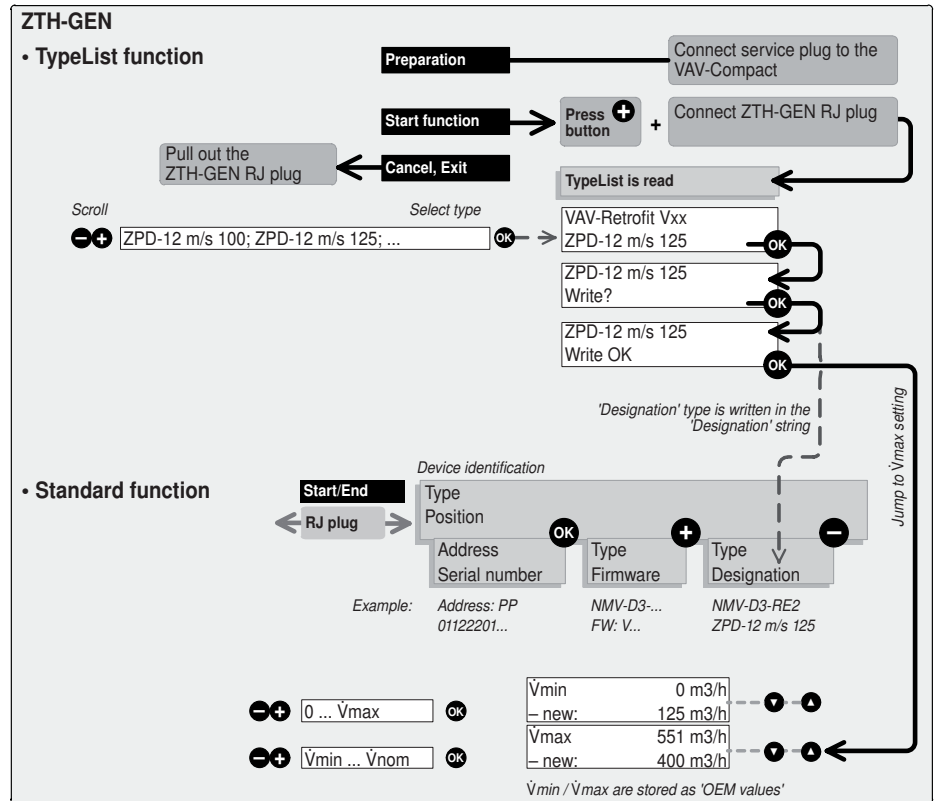 ZTH-GEN
• TypeList function
Preparation
Connect service plug to the
VAV-Compact
Start function
Press +
button
+
Connect ZTH-GEN RJ plug
Pull out the
ZTH-GEN RJ plug
Cancel, Exit
TypeList is read
Scroll
Select type
− + ZPD-12 m/s 100; ZPD-12 m/s 125; ... OK
VAV-Retrofit Vxx
ZPD-12 m/s 125
OK
ZPD-12 m/s 125
Write?
OK
ZPD-12 m/s 125
Write OK
OK
'Designation' type is written in the
'Designation' string
Jump to V̇max setting
• Standard function
Start/End
RJ plug
Device identification
Type
Position
OK
Address
Serial number
+
Type
Firmware
−
Type
Designation
Example:
Address: PP
01122201...
NMV-D3-...
FW: V...
NMV-D3-RE2
ZPD-12 m/s 125
− + 0 ... V̇max OK
V̇min 0 m3/h
– new: 125 m3/h
− + V̇min ... V̇nom OK
V̇max 551 m3/h
– new: 400 m3/h
V̇min / V̇max are stored as 'OEM values'